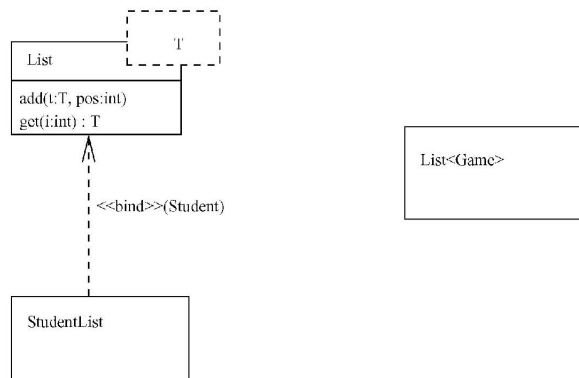 T
List
add(t:T, pos:int)
get(i:int) : T
List<Game>
<<bind>>(Student)
StudentList